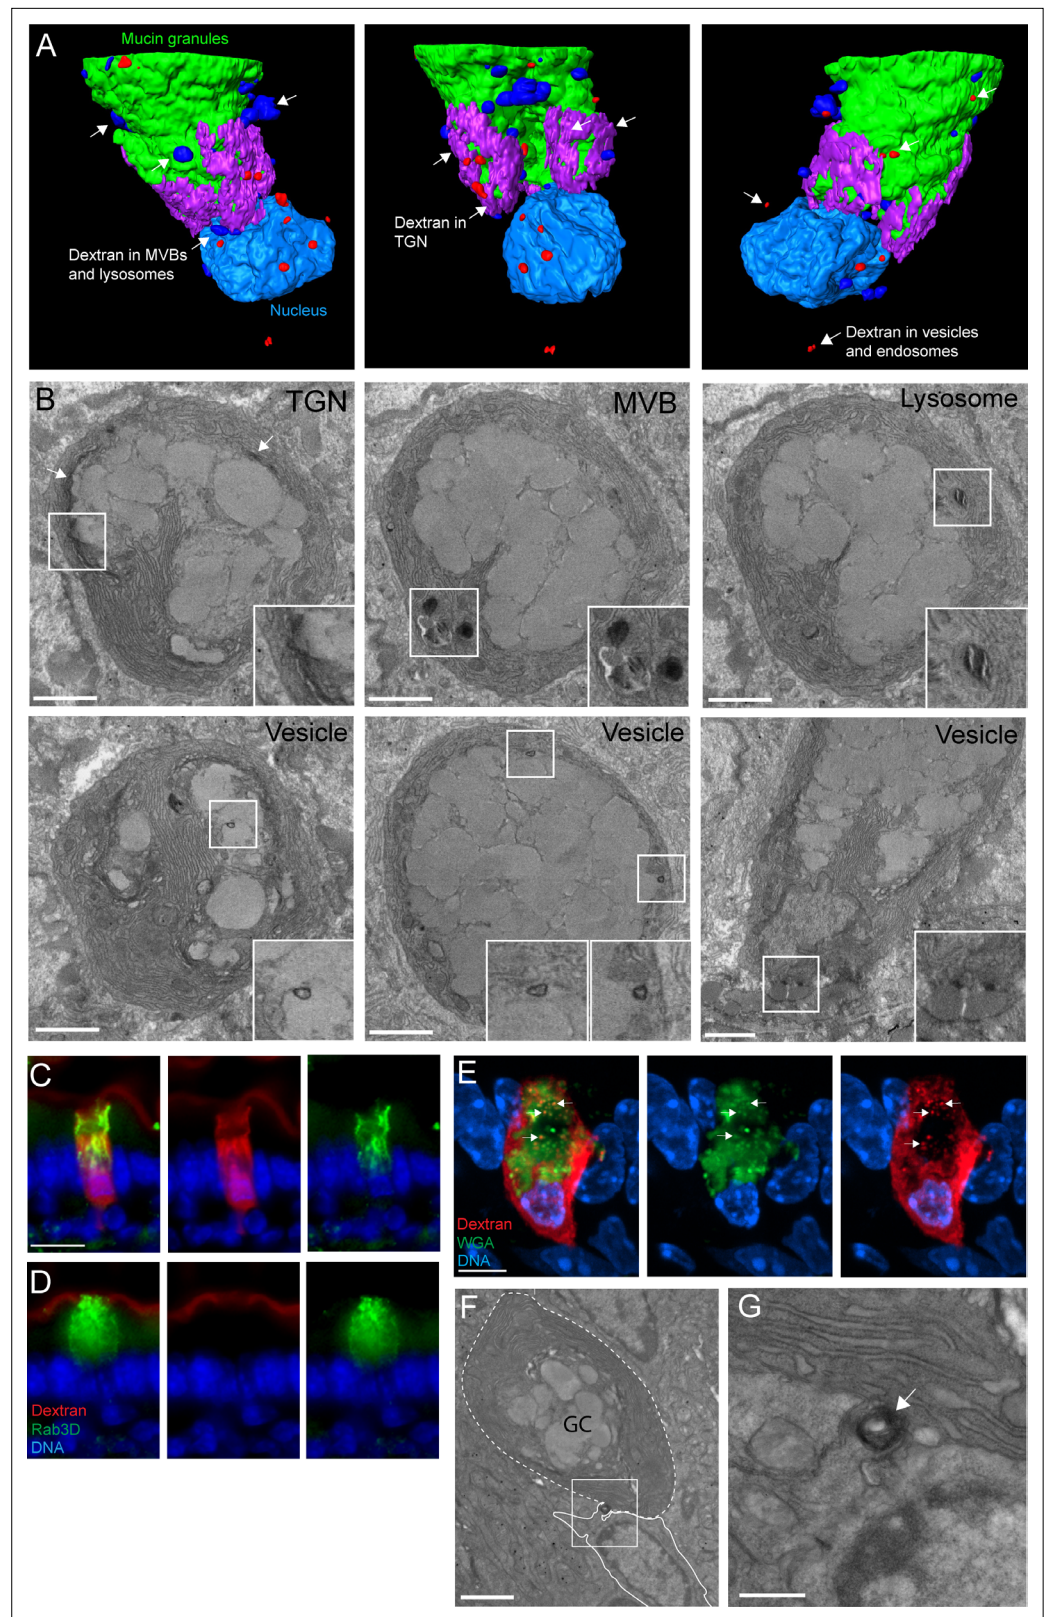 A
Mucin granules
Dextran in MVBs
and lysosomes
Nucleus
Dextran in
TGN
Dextran in vesicles
and endosomes
B
TGN
MVB
Lysosome
Vesicle
Vesicle
Vesicle
C
D
Dextran
Rab3D
DNA
E
Dextran
WGA
DNA
F
GC
G